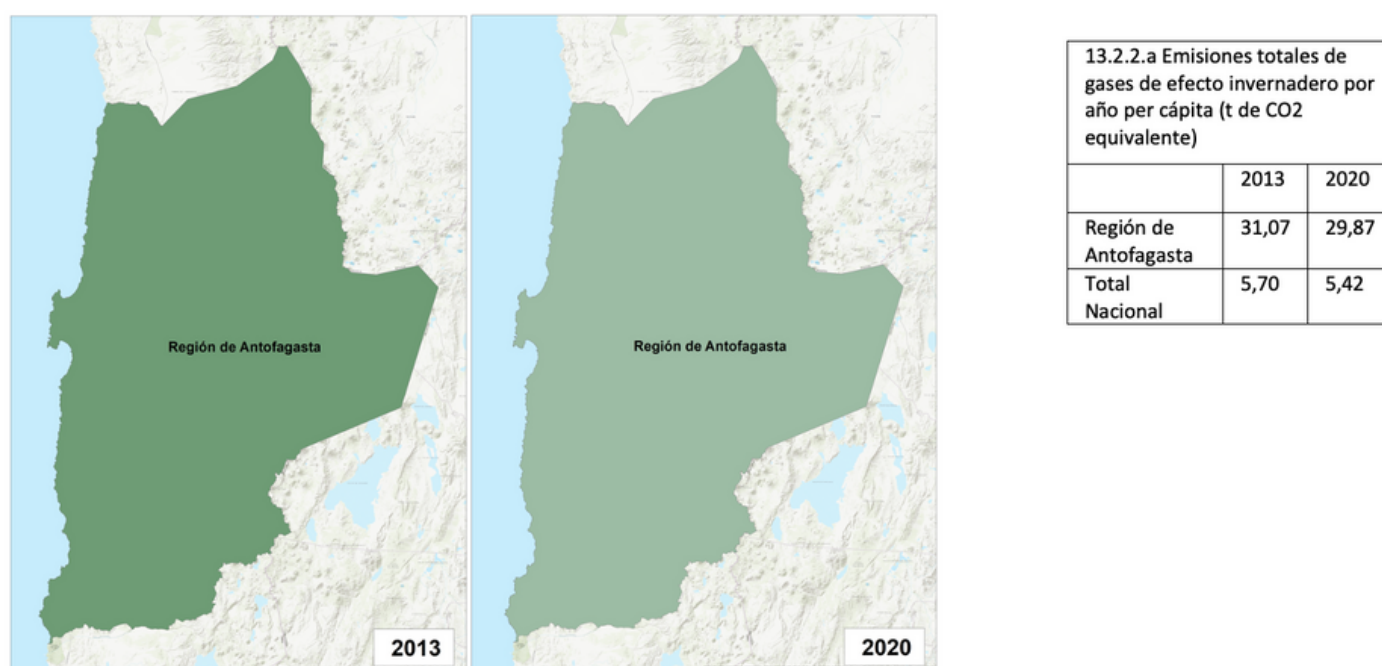 Región de Antofagasta
2013
Región de Antofagasta
2020
13.2.2.a Emisiones totales de
gases de efecto invernadero por
año per cápita (t de CO2
equivalente)
2013 2020
Región de
Antofagasta
31,07 29,87
Total
Nacional
5,70 5,42